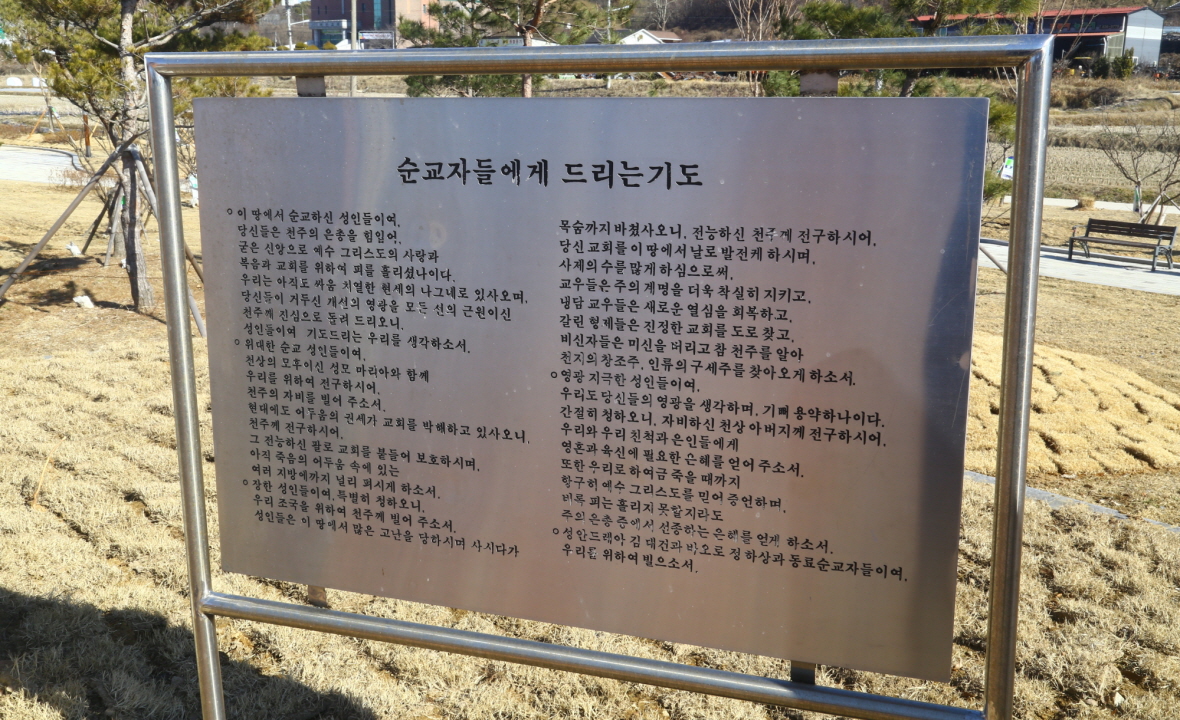 순교자들에게 드리는기도
○이 땅에서 순교하신 성인들이여,
당신들은 천주의 은총을 힘입어,
굳은 신앙으로 예수 그리스도의 사랑과
복음과 교회를 위하여 피를 흘리셨나이다.
우리는 아직도 싸움 치열한 현세의 나그네로 있사오며,
당신들이 거두신 개선의 영광을 모든 선의 근원이신
천주께 진심으로 돌려 드리오니,
성인들이여 기도드리는 우리를 생각하소서.
○위대한 순교 성인들이여,
천상의 모후이신 성모 마리아와 함께
우리를 위하여 전구하시어,
천주의 자비를 빌어 주소서.
현대에도 어두움의 권세가 교회를 박해하고 있사오니,
천주께 전구하시어,
그 전능하신 팔로 교회를 붙들어 보호하시며,
아직 죽음의 어두움 속에 있는
여러 지방에까지 널리 펴시게 하소서.
○장한 성인들이여, 특별히 청하오니,
우리 조국을 위하여 천주께 빌어 주소서.
성인들은 이 땅에서 많은 고난을 당하시며 사시다가
목숨까지 바쳤사오니, 전능하신 천주께 전구하시어,
당신 교회를 이 땅에서 날로 발전케 하시며,
사제의 수를 많게 하심으로써,
교우들은 주의 계명을 더욱 착실히 지키고,
냉담 교우들은 새로운 열심을 회복하고,
갈린 형제들은 진정한 교회를 도로 찾고,
비신자들은 미신을 버리고 참 천주를 알아
천지의 창조주, 인류의 구세주를 찾아오게 하소서.
○영광 지극한 성인들이여,
우리도 당신들의 영광을 생각하며, 기뻐 용약하나이다.
간절히 청하오니, 자비하신 천상 아버지께 전구하시어,
우리와 우리 친척과 은인들에게
영혼과 육신에 필요한 은혜를 얻어 주소서.
또한 우리로 하여금 죽을 때까지
항구히 예수 그리스도를 믿어 증언하며,
비록 피는 흘리지 못할지라도
주의 은총 중에서 선종하는 은혜를 얻게 하소서.
○성 안드레아 김 대건과 바오로 정 하상과 동료순교자들이여,
우리를 위하여 빌으소서.